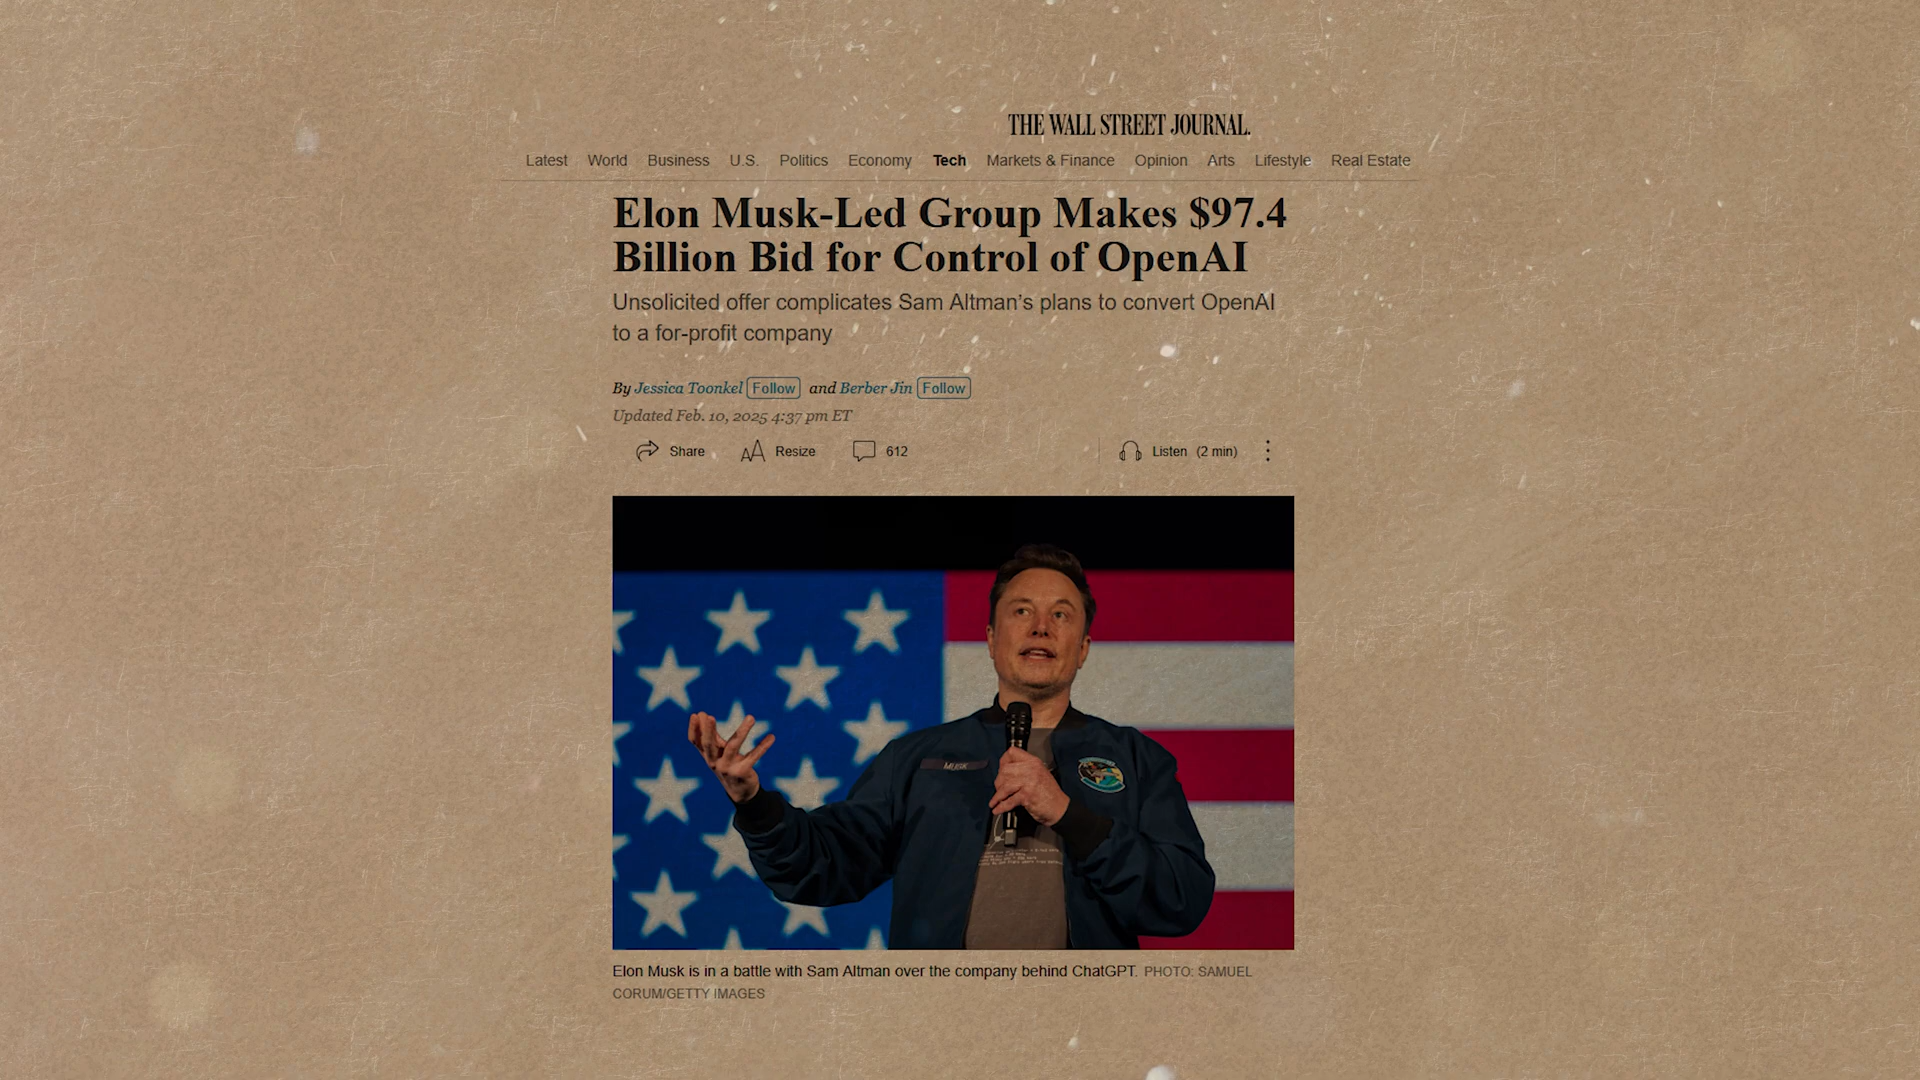 THE WALL STREET JOURNAL.
Latest World Business U.S. Politics Economy Tech Markets & Finance Opinion Arts Lifestyle Real Estate
Elon Musk-Led Group Makes $97.4
Billion Bid for Control of OpenAI
Unsolicited offer complicates Sam Altman’s plans to convert OpenAI
to a for-profit company
By Jessica Toonkel Follow and Berber Jin Follow
Updated Feb. 10, 2025 4:37 pm ET
Share AA Resize 612 Listen (2 min)
MUSK
Elon Musk is in a battle with Sam Altman over the company behind ChatGPT. PHOTO: SAMUEL
CORUM/GETTY IMAGES